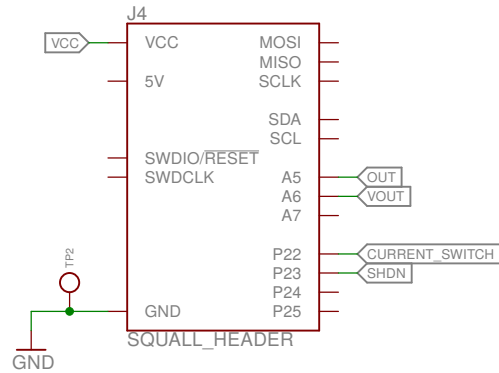 J4
VCC VCC MOSI
MISO
5V SCLK
SDA
SCL
SWDIO/RESET
SWDCLK A5 OUT
A6 VOUT
A7
P22 CURRENT_SWITCH
TP2 P23 SHDN
P24
GND P25
SQUALL_HEADER
GND